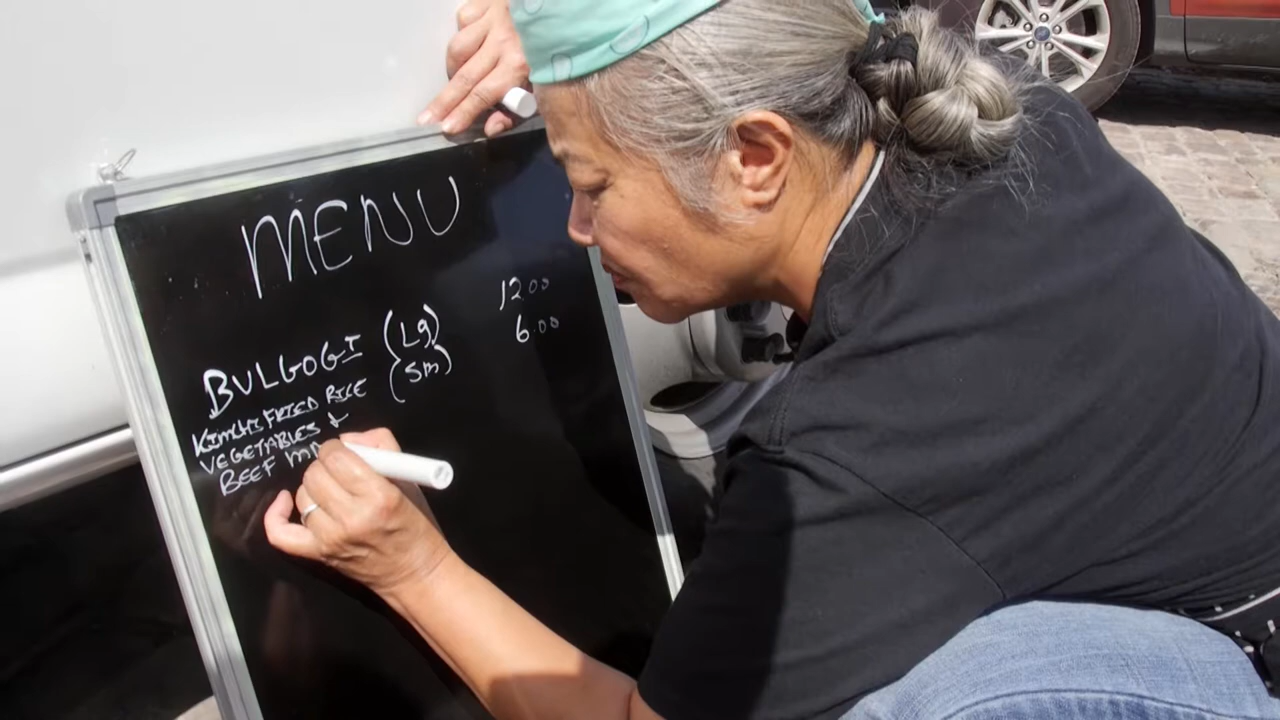 MENU
BULGOGI (Lg) 12.00
(Sm) 6.00
KIMCHI FRIED RICE
VEGETABLES &
BEEF